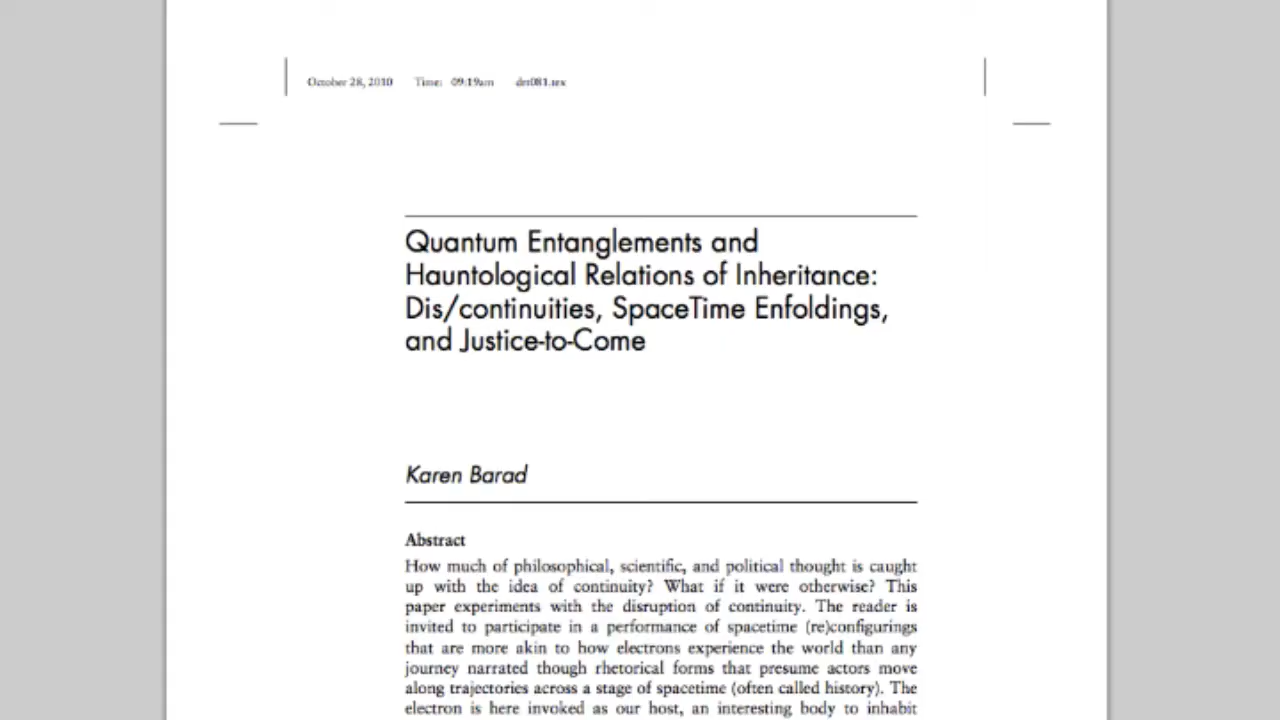 October 28, 2010 Time: 09:19am drt081.tex
Quantum Entanglements and
Hauntological Relations of Inheritance:
Dis/continuities, SpaceTime Enfoldings,
and Justice-to-Come
Karen Barad
Abstract
How much of philosophical, scientific, and political thought is caught
up with the idea of continuity? What if it were otherwise? This
paper experiments with the disruption of continuity. The reader is
invited to participate in a performance of spacetime (re)configurings
that are more akin to how electrons experience the world than any
journey narrated though rhetorical forms that presume actors move
along trajectories across a stage of spacetime (often called history). The
electron is here invoked as our host, an interesting body to inhabit